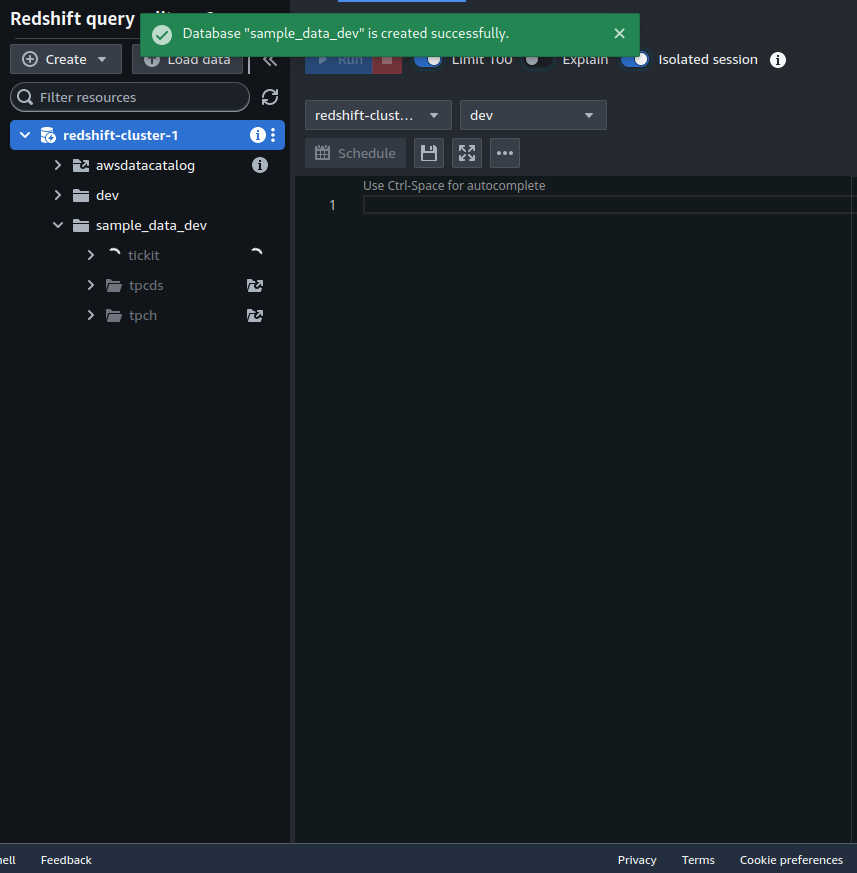 Redshift query
Database "sample_data_dev" is created successfully.
Create
Load data
Run
Limit 100
Explain
Isolated session
Filter resources
redshift-clust...
dev
redshift-cluster-1
Schedule
awsdatacatalog
Use Ctrl-Space for autocomplete
dev
1
sample_data_dev
tickit
tpcds
tpch
Feedback
Privacy
Terms
Cookie preferences